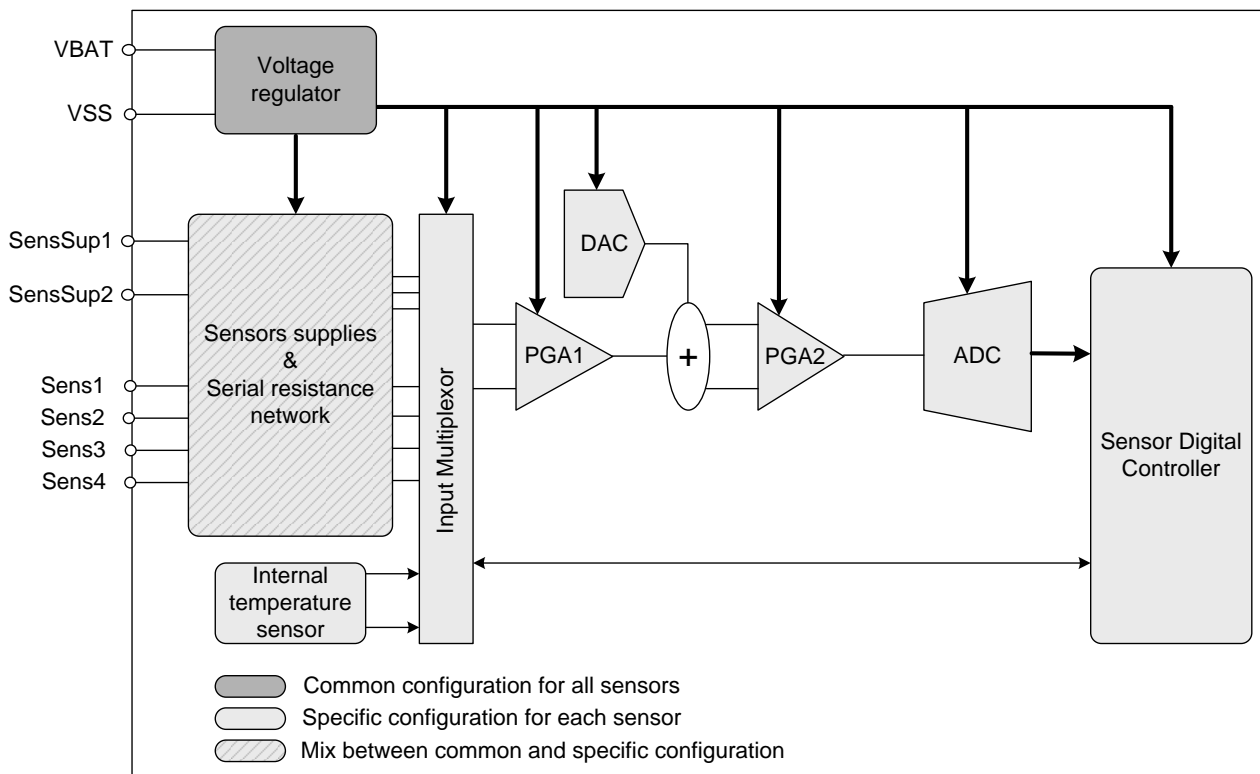 VBAT
VSS
Voltage
regulator
SensSup1
SensSup2
Sens1
Sens2
Sens3
Sens4
Sensors supplies
&
Serial resistance
network
Input Multiplexor
Internal
temperature
sensor
PGA1
DAC
+
PGA2
ADC
Sensor Digital
Controller
Common configuration for all sensors
Specific configuration for each sensor
Mix between common and specific configuration